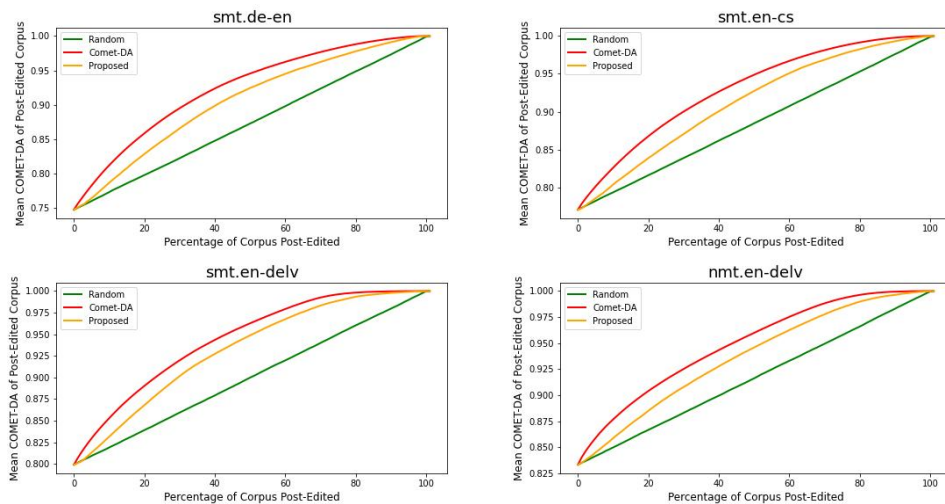 smt.de-en
Mean COMET-DA of Post-Edited Corpus
1.00
0.95
0.90
0.85
0.80
0.75
Random
Comet-DA
Proposed
0 20 40 60 80 100
Percentage of Corpus Post-Edited
smt.en-cs
Mean COMET-DA of Post-Edited Corpus
1.00
0.95
0.90
0.85
0.80
Random
Comet-DA
Proposed
0 20 40 60 80 100
Percentage of Corpus Post-Edited
smt.en-delv
Mean COMET-DA of Post-Edited Corpus
1.000
0.975
0.950
0.925
0.900
0.875
0.850
0.825
0.800
Random
Comet-DA
Proposed
0 20 40 60 80 100
Percentage of Corpus Post-Edited
nmt.en-delv
Mean COMET-DA of Post-Edited Corpus
1.000
0.975
0.950
0.925
0.900
0.875
0.850
0.825
Random
Comet-DA
Proposed
0 20 40 60 80 100
Percentage of Corpus Post-Edited